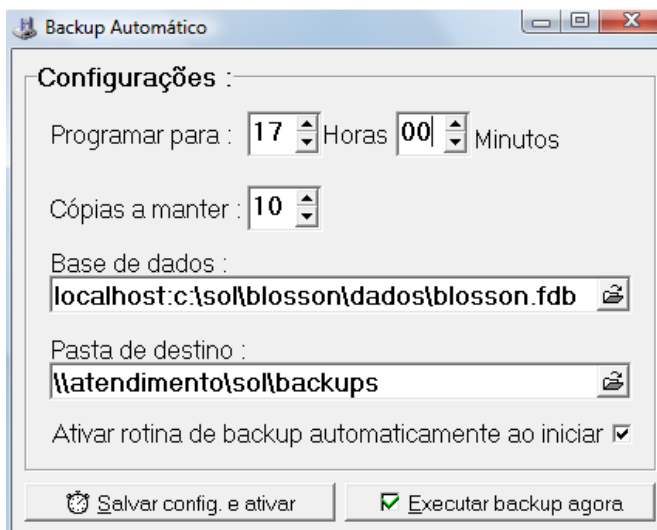 Backup Automático
Configurações :
Programar para : 17 Horas 00 Minutos
Cópias a manter : 10
Base de dados :
localhost:c:\sol\blosson\dados\blosson.fdb
Pasta de destino :
\\atendimento\sol\backups
Ativar rotina de backup automaticamente ao iniciar
Salvar config. e ativar Executar backup agora